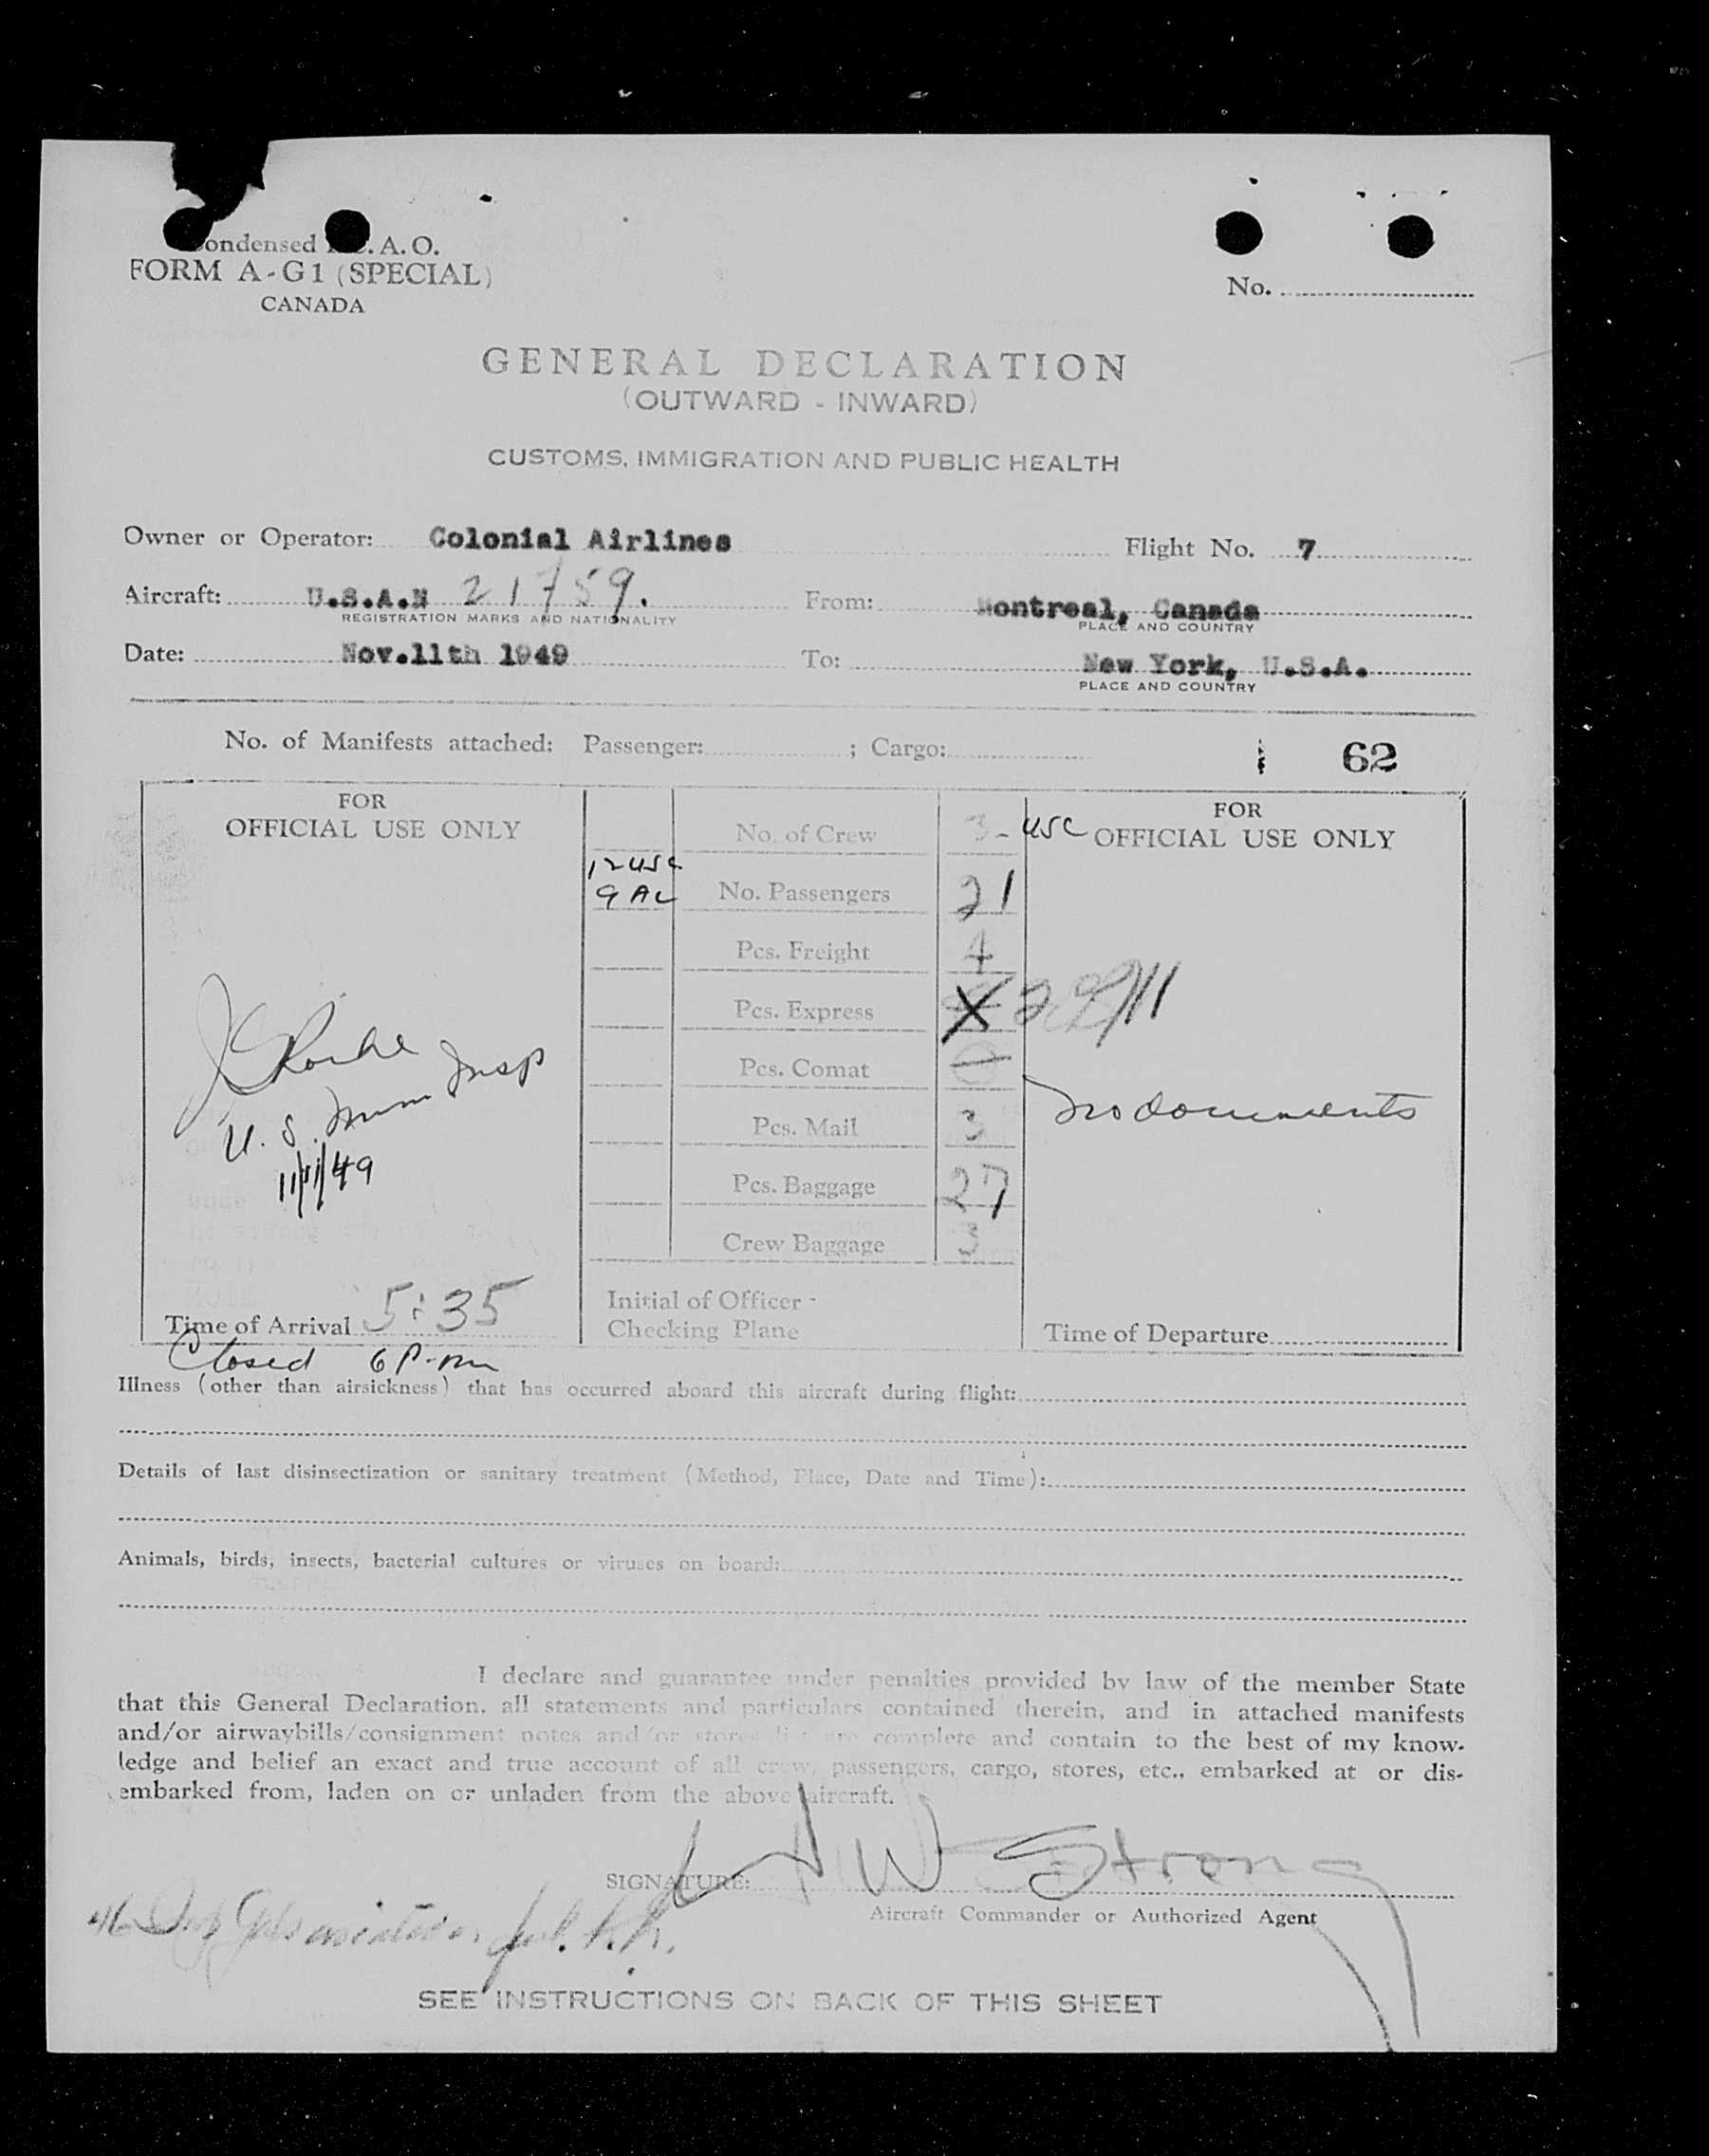 Condensed I.C.A.O.
FORM A-G1 (SPECIAL)
CANADA
No.
GENERAL DECLARATION
(OUTWARD - INWARD)
CUSTOMS, IMMIGRATION AND PUBLIC HEALTH
Owner or Operator: Colonial Airlines Flight No. 7
Aircraft: U.S.A.N 21759. From: Montreal, Canada
REGISTRATION MARKS AND NATIONALITY PLACE AND COUNTRY
Date: Nov.11th 1949 To: New York, U.S.A.
PLACE AND COUNTRY
No. of Manifests attached: Passenger: ; Cargo: 62
FOR
OFFICIAL USE ONLY
No. of Crew 3 - USC
FOR
OFFICIAL USE ONLY
12 USC
9 AL No. Passengers 21
Pcs. Freight 4
Pcs. Express X
Pcs. Comat
Pcs. Mail 3
Pcs. Baggage 27
Crew Baggage 3
U.S. Imm Insp
11/11/49
No documents
Time of Arrival 5:35
Initial of Officer -
Checking Plane
Time of Departure
Closed 6 P.m
Illness (other than airsickness) that has occurred aboard this aircraft during flight:
Details of last disinsectization or sanitary treatment (Method, Place, Date and Time):
Animals, birds, insects, bacterial cultures or viruses on board:
I declare and guarantee under penalties provided by law of the member State
that this General Declaration, all statements and particulars contained therein, and in attached manifests
and/or airwaybills/consignment notes and/or stores list are complete and contain to the best of my know-
ledge and belief an exact and true account of all crew, passengers, cargo, stores, etc., embarked at or dis-
embarked from, laden on or unladen from the above aircraft.
SIGNATURE: W Strong
Aircraft Commander or Authorized Agent
SEE INSTRUCTIONS ON BACK OF THIS SHEET